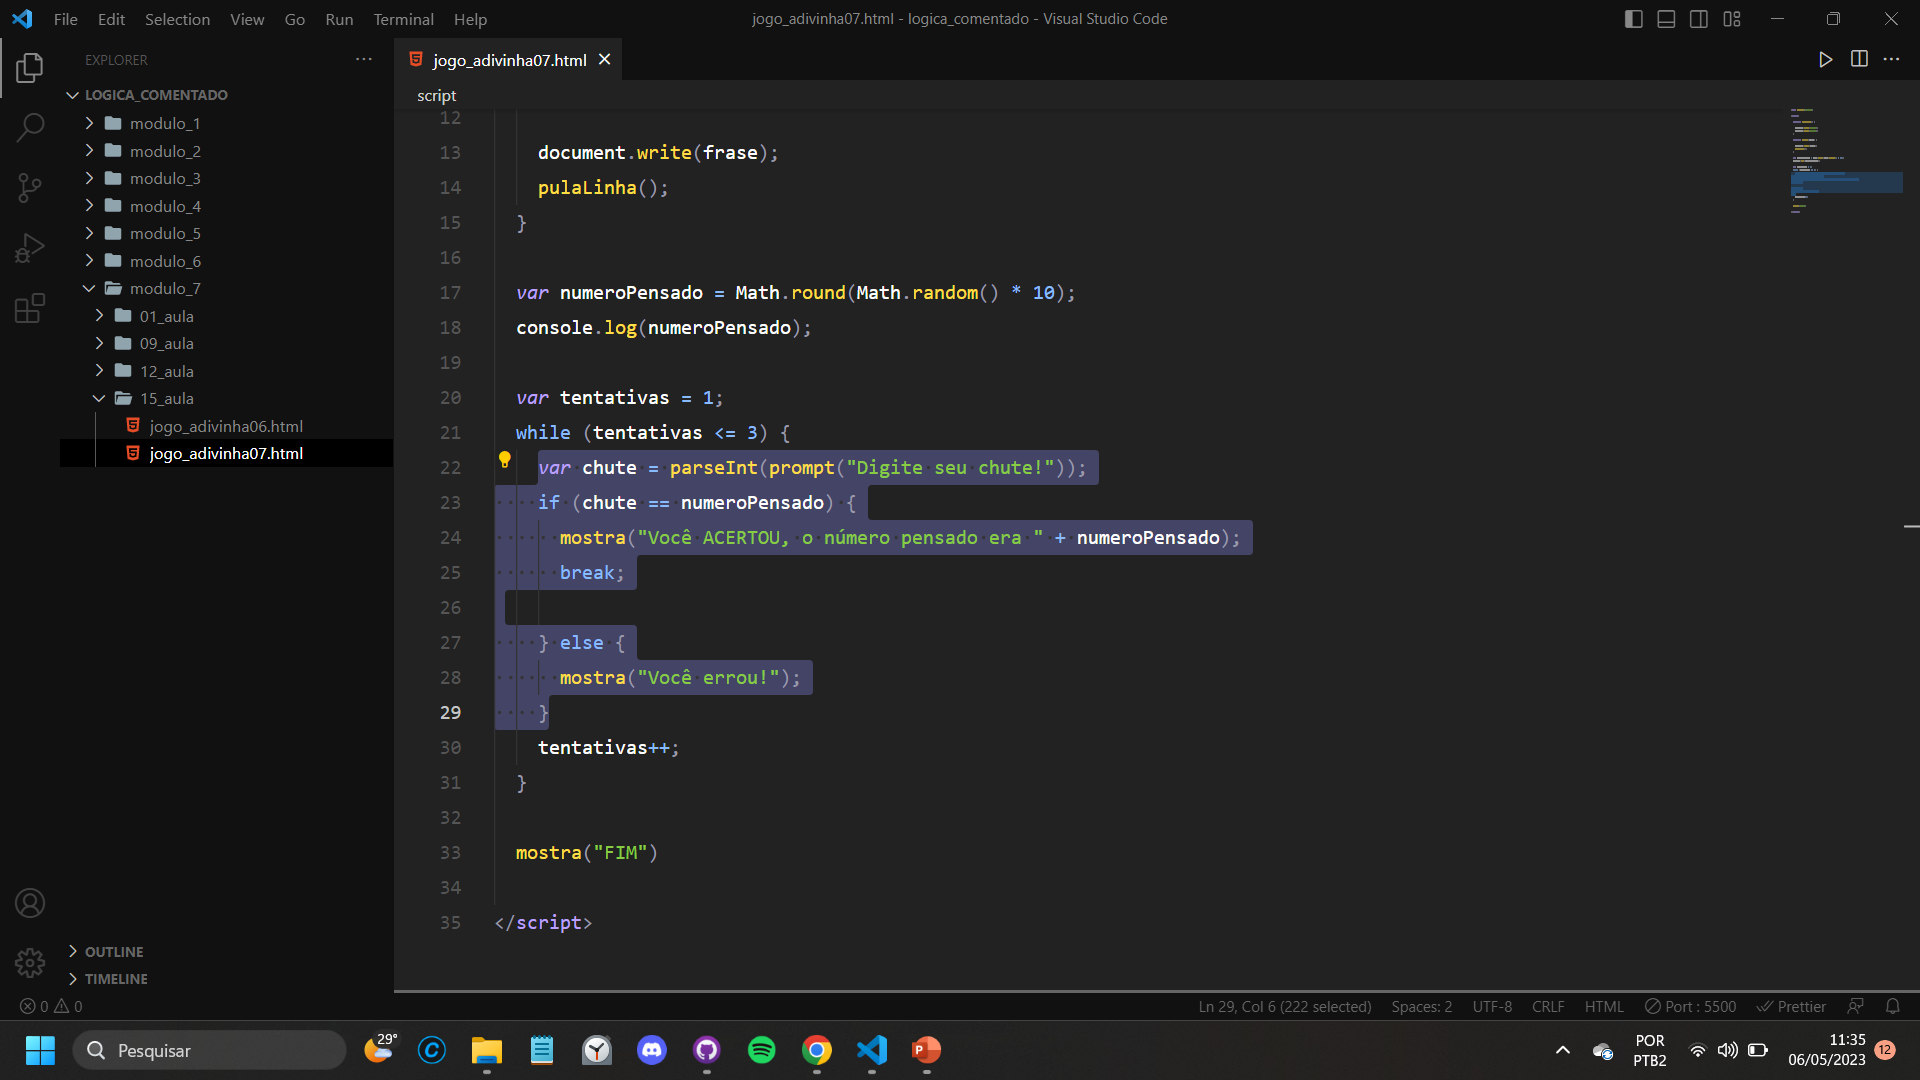 File Edit Selection View Go Run Terminal Help
jogo_adivinha07.html - logica_comentado - Visual Studio Code
EXPLORER
LOGICA_COMENTADO
modulo_1
modulo_2
modulo_3
modulo_4
modulo_5
modulo_6
modulo_7
01_aula
09_aula
12_aula
15_aula
jogo_adivinha06.html
jogo_adivinha07.html
OUTLINE
TIMELINE
jogo_adivinha07.html
script
12
13 document.write(frase);
14 pulaLinha();
15 }
16
17 var numeroPensado = Math.round(Math.random() * 10);
18 console.log(numeroPensado);
19
20 var tentativas = 1;
21 while (tentativas <= 3) {
22 var chute = parseInt(prompt("Digite seu chute!"));
23 if (chute == numeroPensado) {
24 mostra("Você ACERTOU, o número pensado era " + numeroPensado);
25 break;
26
27 } else {
28 mostra("Você errou!");
29 }
30 tentativas++;
31 }
32
33 mostra("FIM")
34
35 </script>
0 0
Ln 29, Col 6 (222 selected) Spaces: 2 UTF-8 CRLF HTML Port : 5500 Prettier
Pesquisar
29°
POR
PTB2
11:35
06/05/2023
12